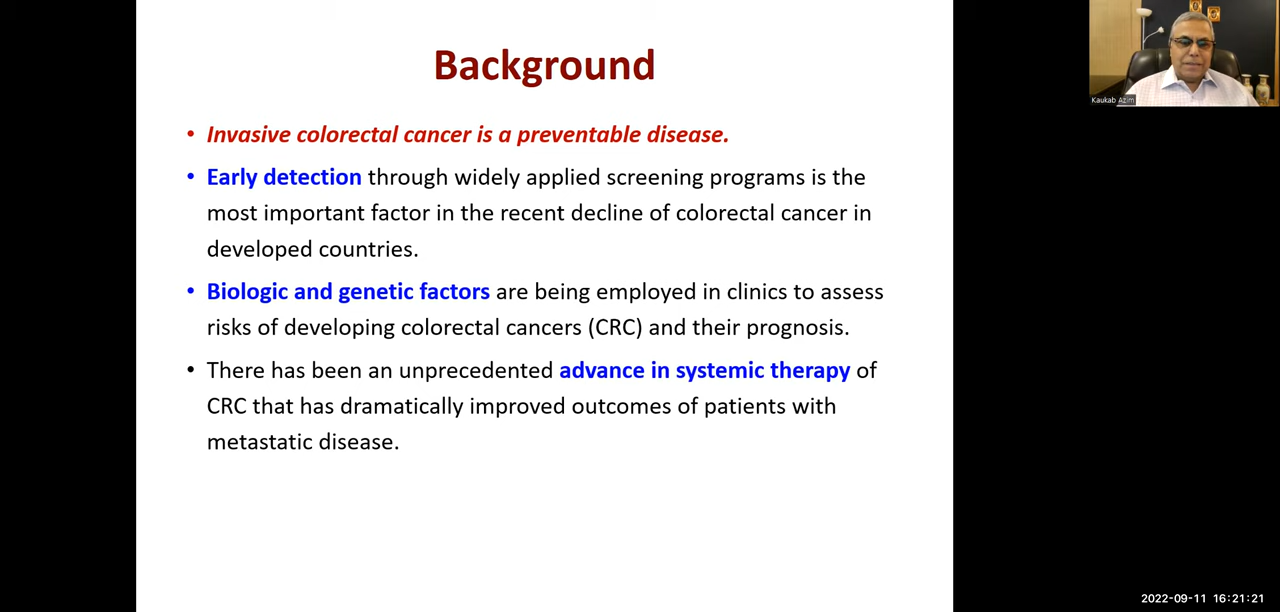 Background
• Invasive colorectal cancer is a preventable disease.
• Early detection through widely applied screening programs is the
most important factor in the recent decline of colorectal cancer in
developed countries.
• Biologic and genetic factors are being employed in clinics to assess
risks of developing colorectal cancers (CRC) and their prognosis.
• There has been an unprecedented advance in systemic therapy of
CRC that has dramatically improved outcomes of patients with
metastatic disease.
Kaukab Azim
2022-09-11 16:21:21